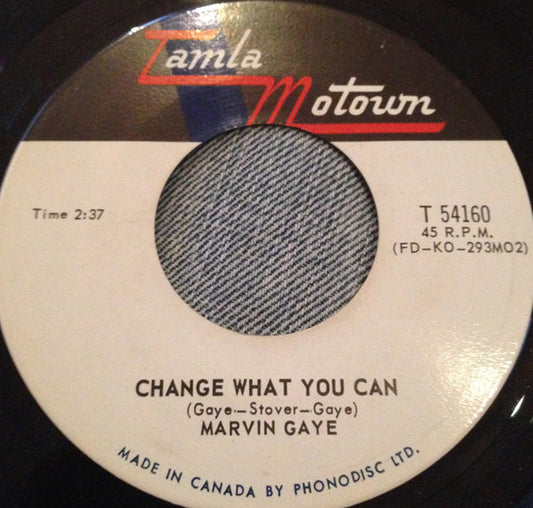 Tamla
Motown
Time 2:37
T 54160
45 R.P.M.
(FD-KO-293MO2)
CHANGE WHAT YOU CAN
(Gaye-Stover-Gaye)
MARVIN GAYE
MADE IN CANADA BY PHONODISC LTD.